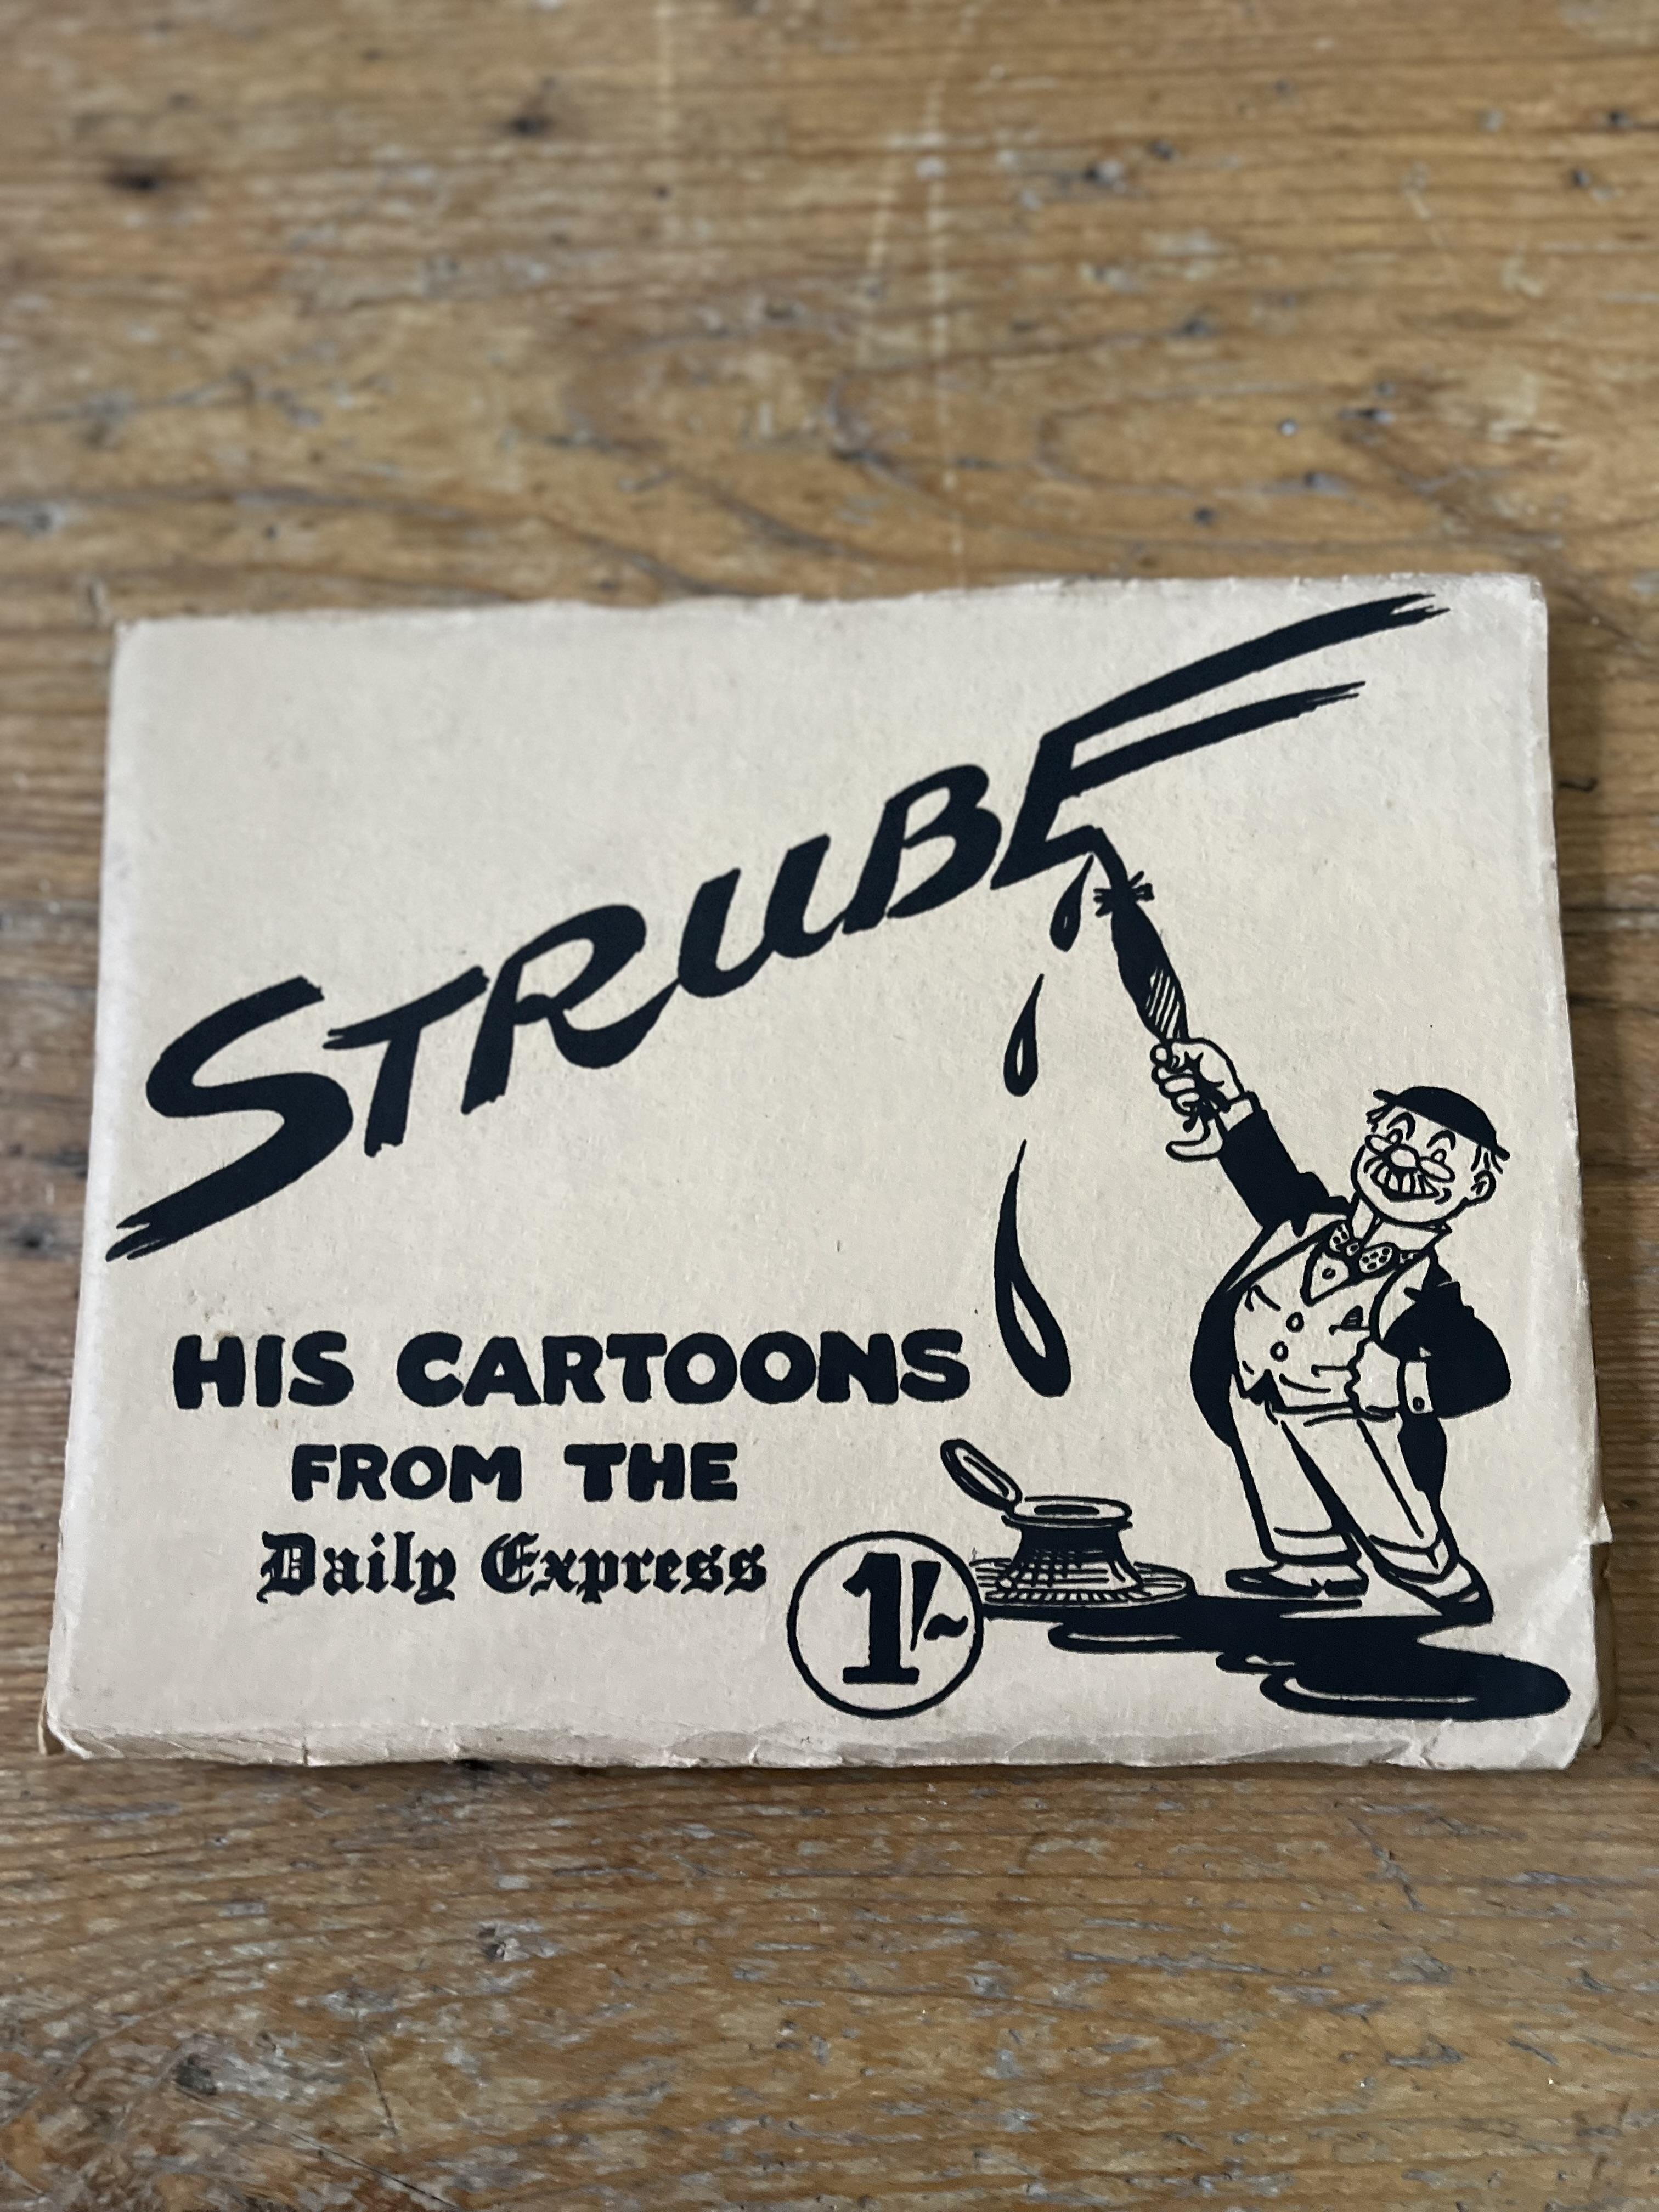 STRUBE
HIS CARTOONS
FROM THE
Daily Express
1/-